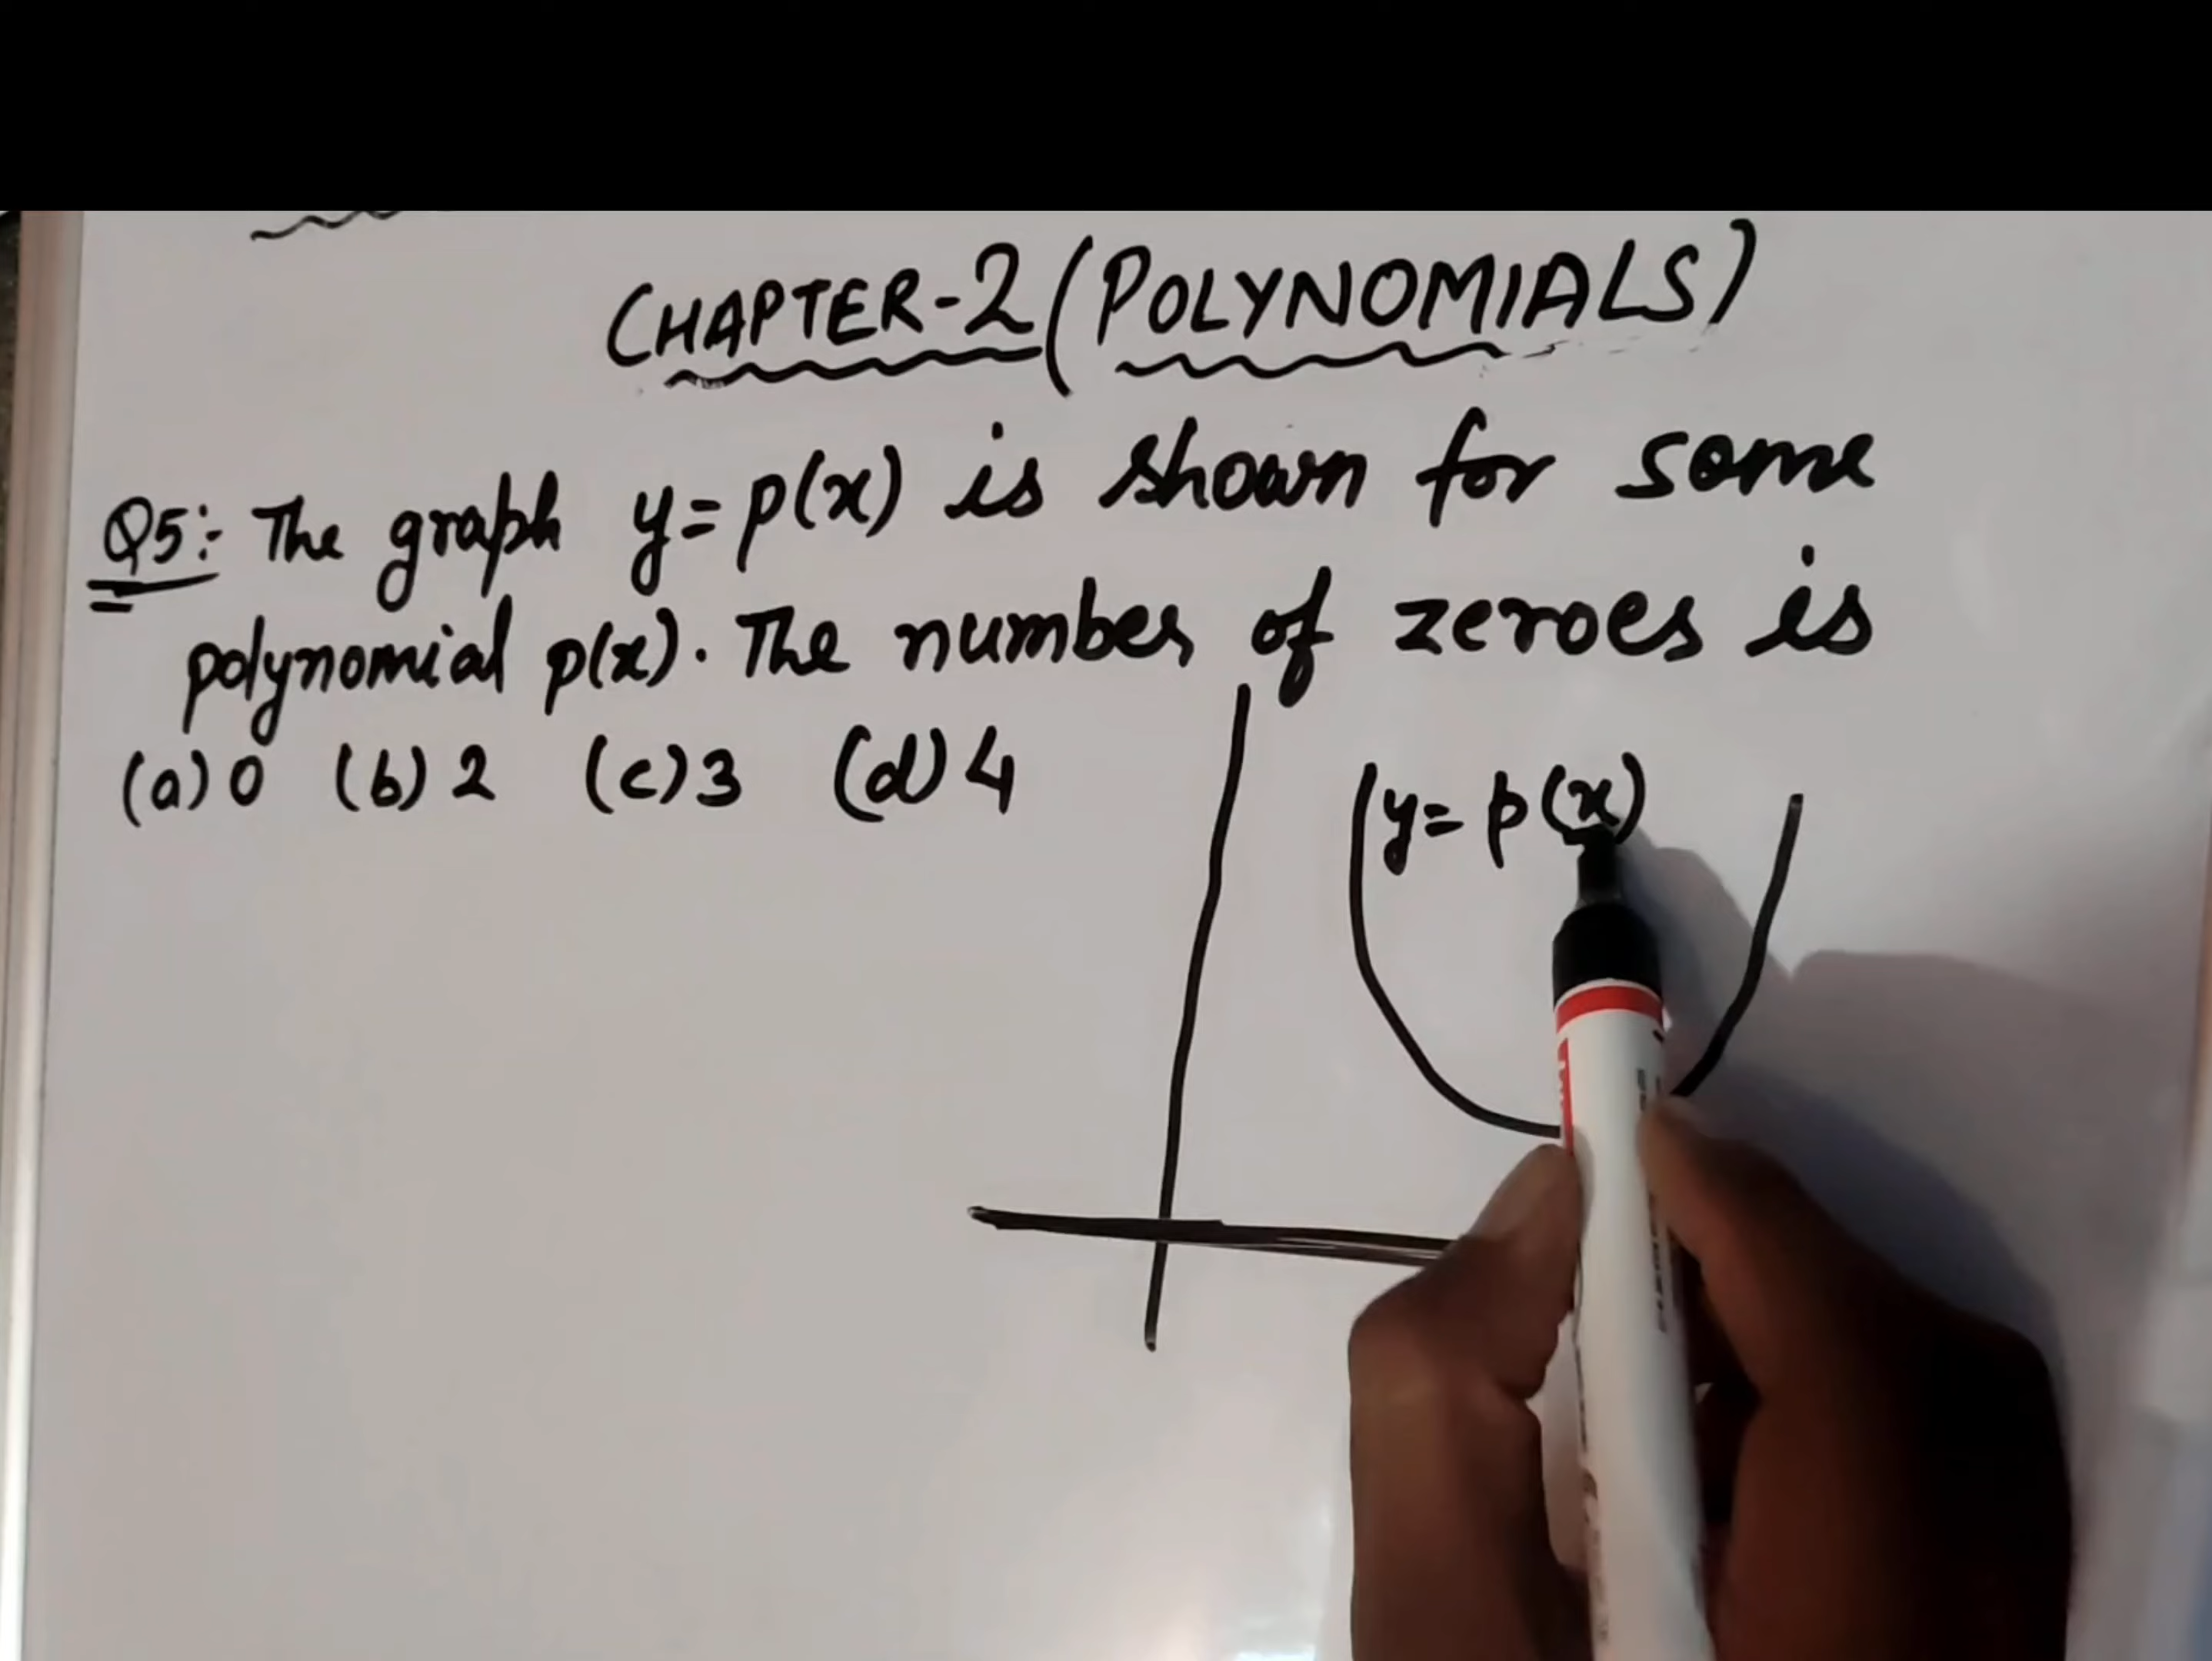 CHAPTER-2 (POLYNOMIALS)
Q5:- The graph y=p(x) is shown for some
polynomial p(x). The number of zeroes is
(a) 0 (b) 2 (c) 3 (d) 4
y= p(x)